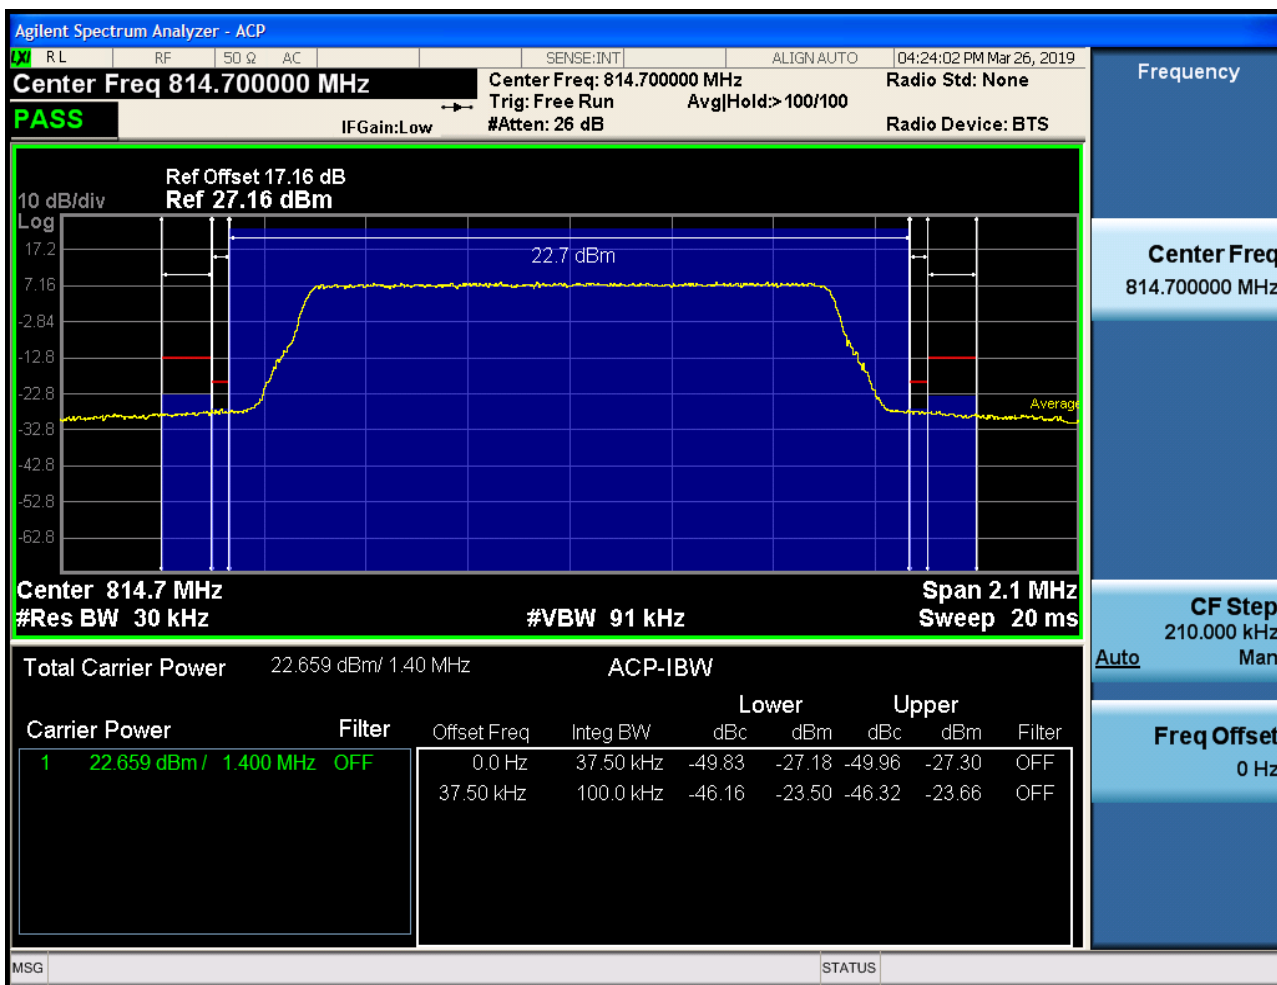 Agilent Spectrum Analyzer - ACP
LXI RL RF 50 Ω AC SENSE:INT ALIGN AUTO 04:24:02 PM Mar 26, 2019
Center Freq 814.700000 MHz
Center Freq: 814.700000 MHz Radio Std: None
Trig: Free Run Avg|Hold:> 100/100
PASS
IFGain:Low #Atten: 26 dB Radio Device: BTS
Ref Offset 17.16 dB
10 dB/div Ref 27.16 dBm
Log
17.2
22.7 dBm
7.16
-2.84
-12.8
-22.8
Average
-32.8
-42.8
-52.8
-62.8
Center 814.7 MHz Span 2.1 MHz
#Res BW 30 kHz #VBW 91 kHz Sweep 20 ms
Total Carrier Power 22.659 dBm/ 1.40 MHz ACP-IBW
Lower Upper
Carrier Power Filter Offset Freq Integ BW dBc dBm dBc dBm Filter
1 22.659 dBm / 1.400 MHz OFF 0.0 Hz 37.50 kHz -49.83 -27.18 -49.96 -27.30 OFF
37.50 kHz 100.0 kHz -46.16 -23.50 -46.32 -23.66 OFF
MSG STATUS
Frequency
Center Freq
814.700000 MHz
CF Step
210.000 kHz
Auto Man
Freq Offset
0 Hz